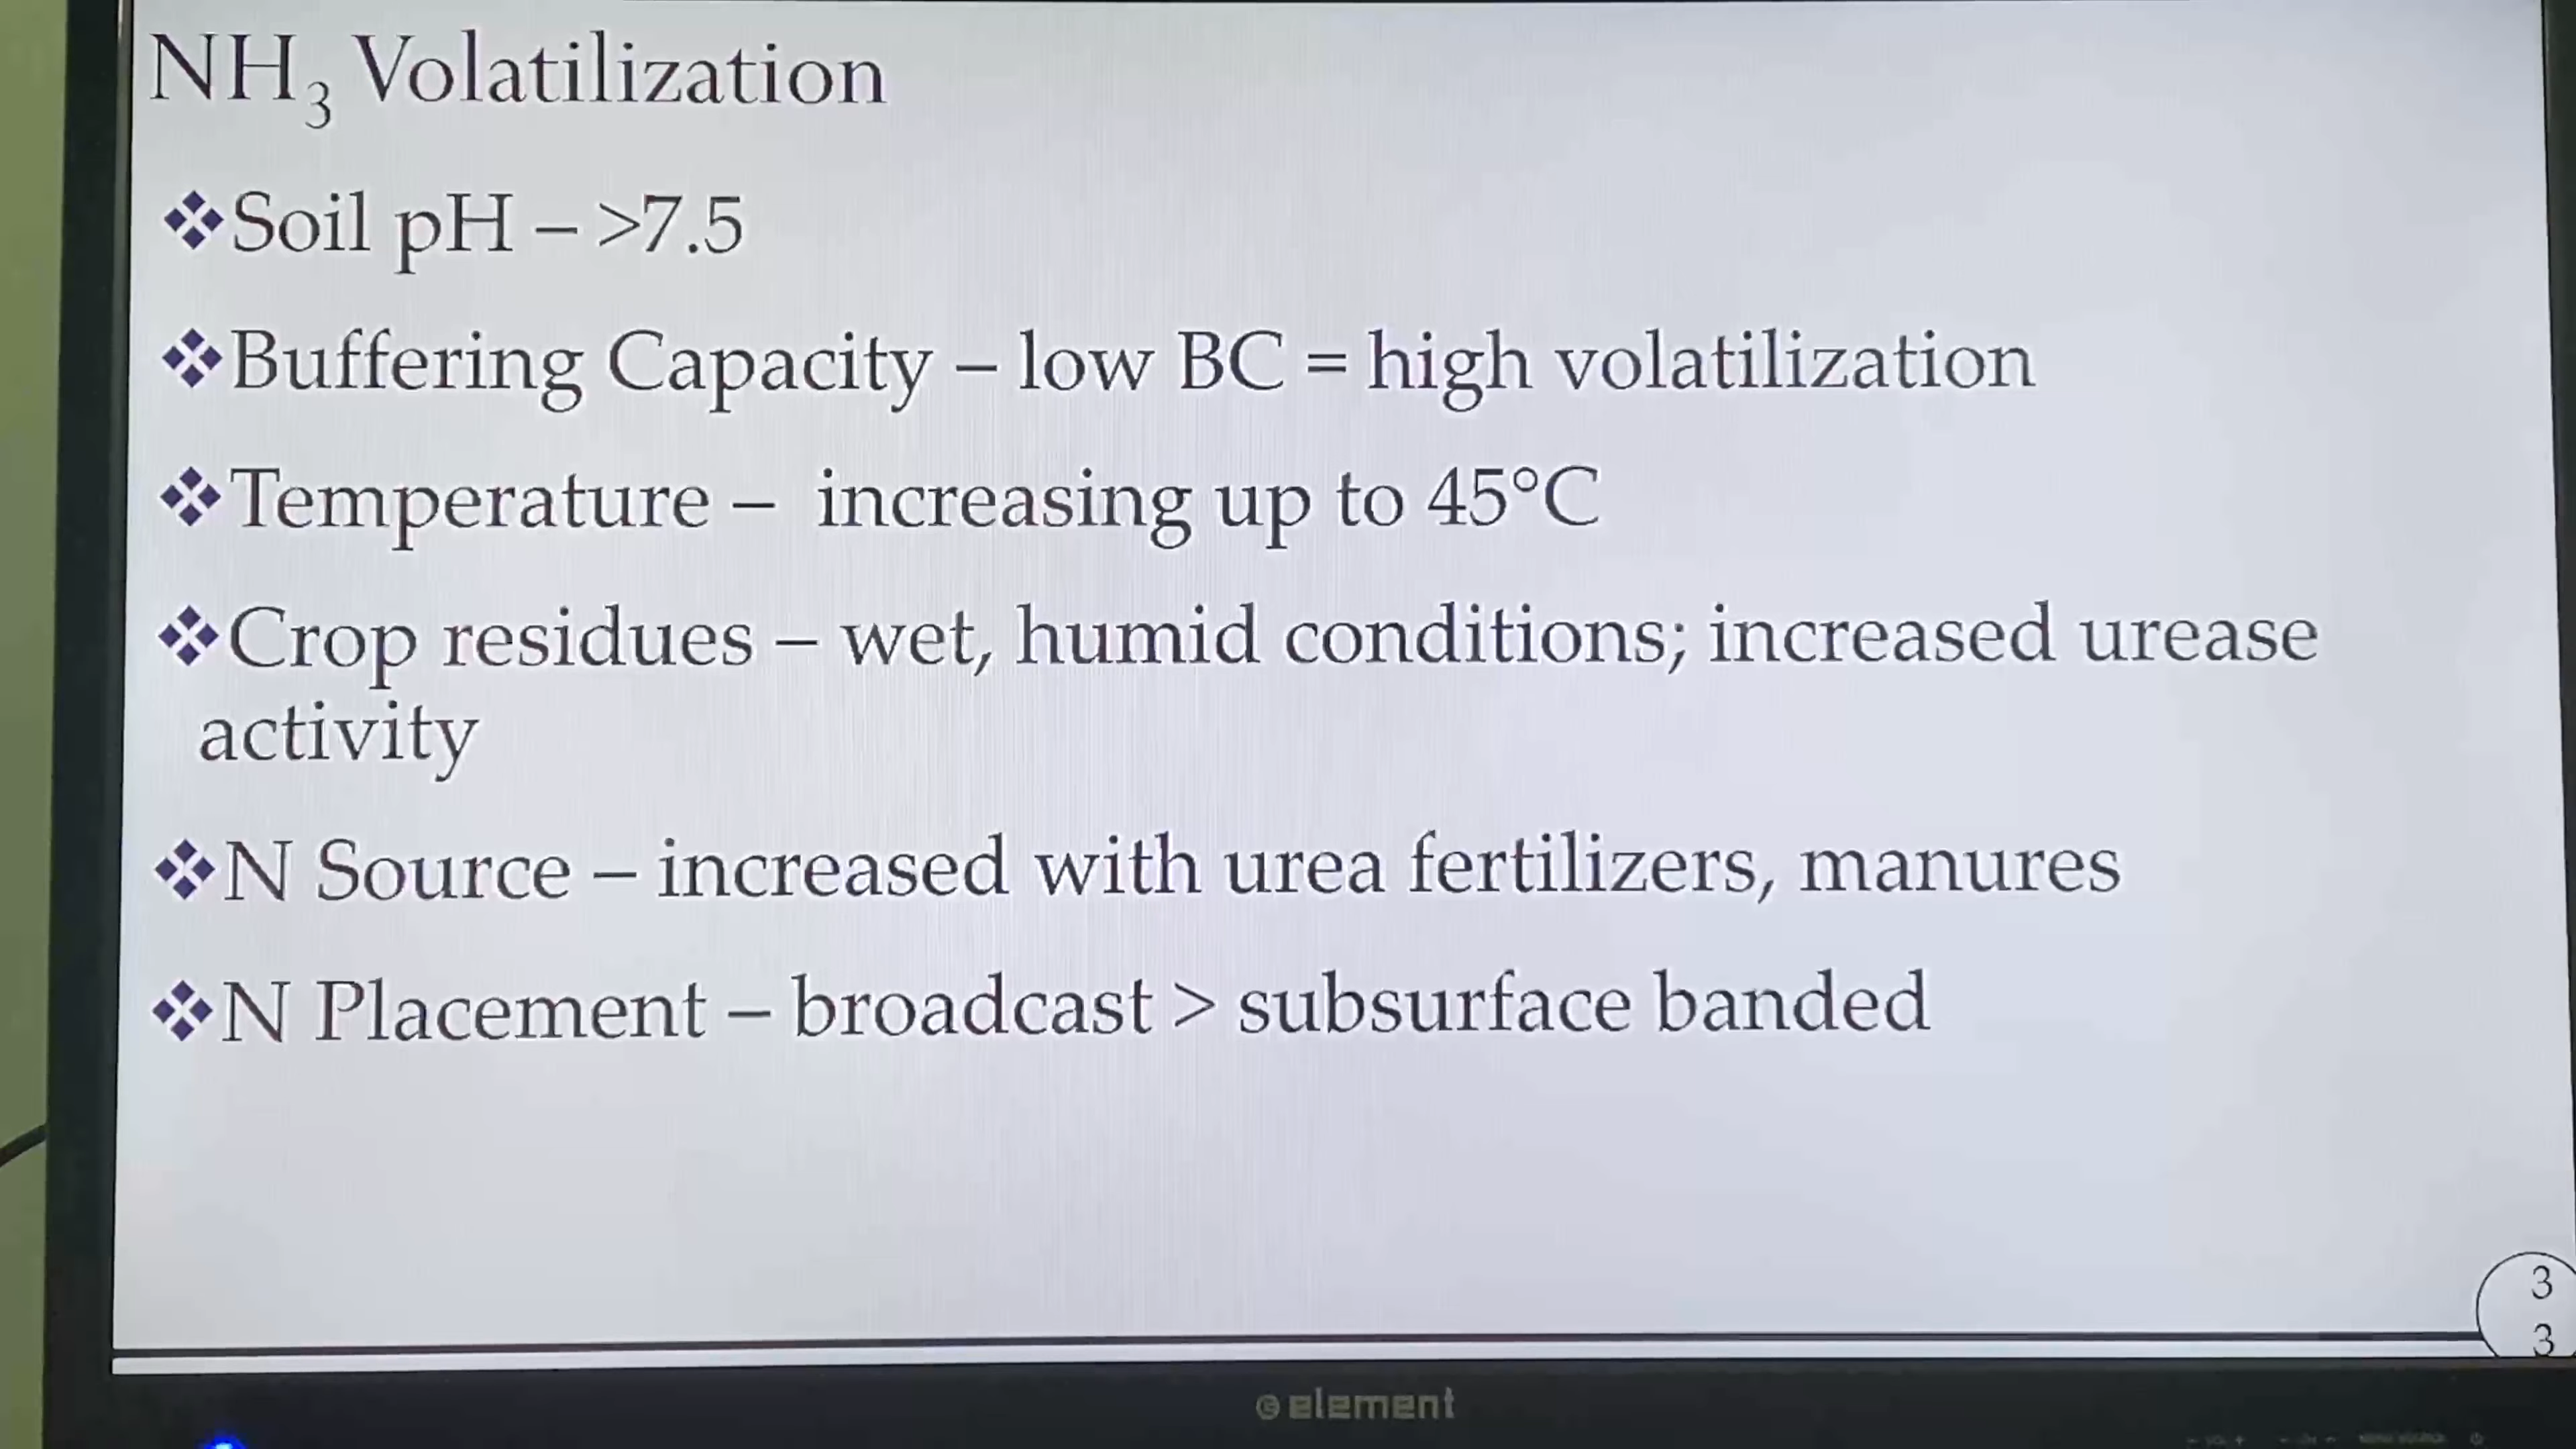 NH₃ Volatilization
❖Soil pH – >7.5
❖Buffering Capacity – low BC = high volatilization
❖Temperature – increasing up to 45°C
❖Crop residues – wet, humid conditions; increased urease
activity
❖N Source – increased with urea fertilizers, manures
❖N Placement – broadcast > subsurface banded
3
3
element